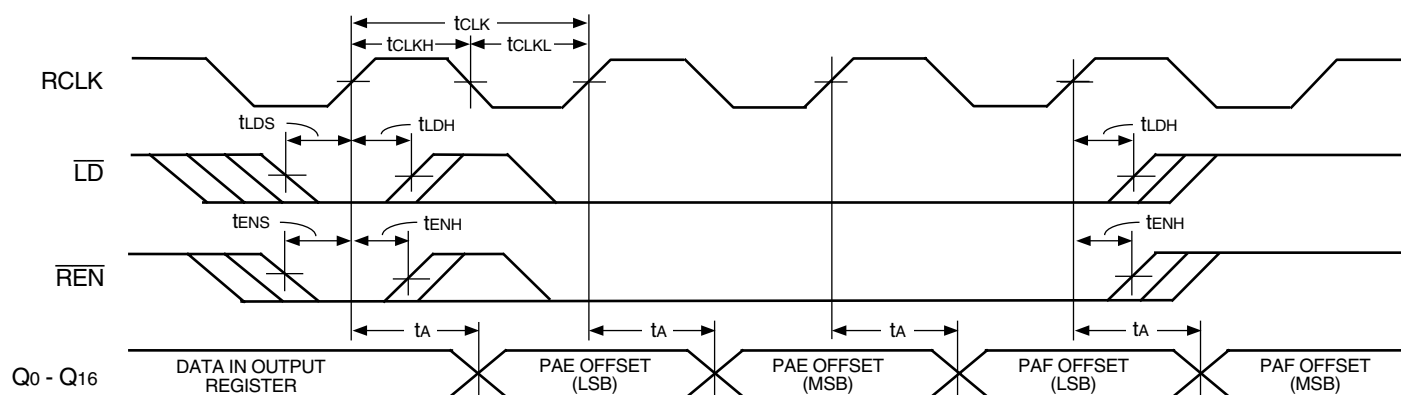 tCLK
tCLKH tCLKL
RCLK
tLDS tLDH tLDH
LD
tENS tENH tENH
REN
tA tA tA tA
Q0 - Q16
DATA IN OUTPUT REGISTER
PAE OFFSET (LSB)
PAE OFFSET (MSB)
PAF OFFSET (LSB)
PAF OFFSET (MSB)